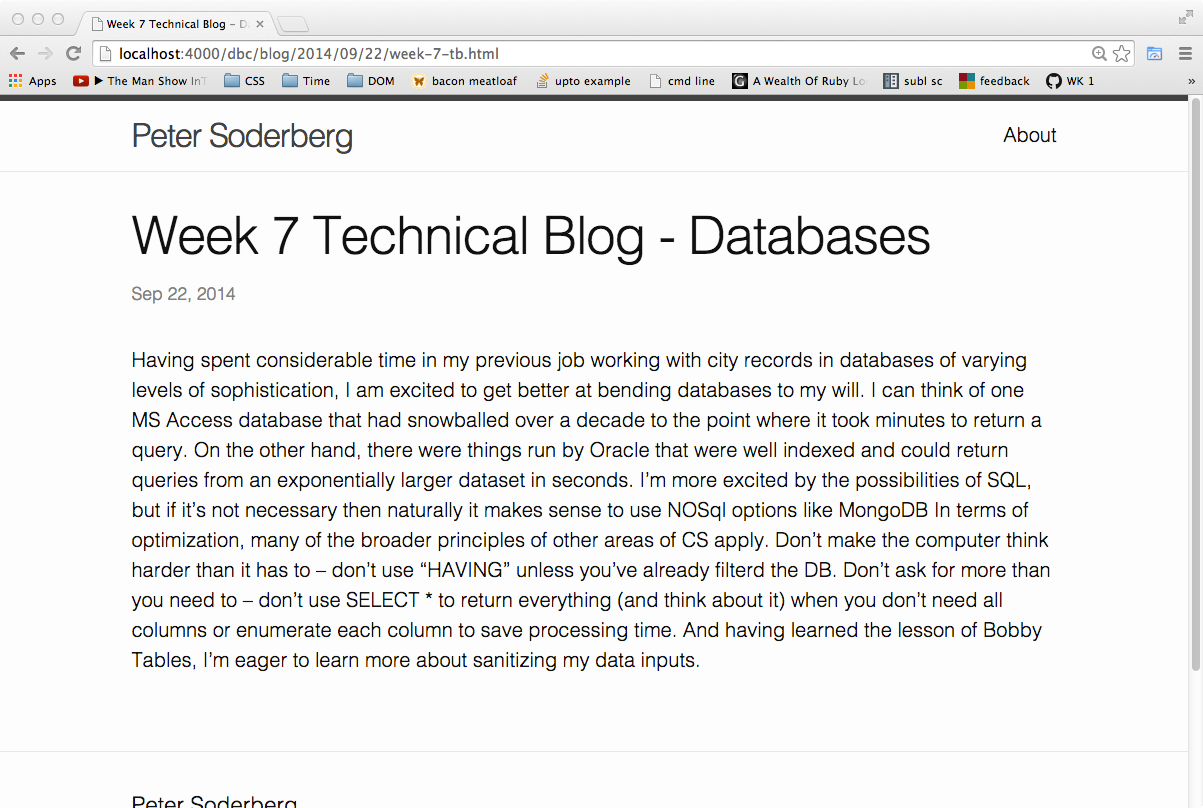 Week 7 Technical Blog – D
localhost:4000/dbc/blog/2014/09/22/week-7-tb.html
Apps ▶ The Man Show InT CSS Time DOM bacon meatloaf upto example cmd line G A Wealth Of Ruby Lo subl sc feedback WK 1 »
Peter Soderberg About
Week 7 Technical Blog - Databases
Sep 22, 2014
Having spent considerable time in my previous job working with city records in databases of varying
levels of sophistication, I am excited to get better at bending databases to my will. I can think of one
MS Access database that had snowballed over a decade to the point where it took minutes to return a
query. On the other hand, there were things run by Oracle that were well indexed and could return
queries from an exponentially larger dataset in seconds. I’m more excited by the possibilities of SQL,
but if it’s not necessary then naturally it makes sense to use NOSql options like MongoDB In terms of
optimization, many of the broader principles of other areas of CS apply. Don’t make the computer think
harder than it has to – don’t use “HAVING” unless you’ve already filterd the DB. Don’t ask for more than
you need to – don’t use SELECT * to return everything (and think about it) when you don’t need all
columns or enumerate each column to save processing time. And having learned the lesson of Bobby
Tables, I’m eager to learn more about sanitizing my data inputs.
Peter Soderberg